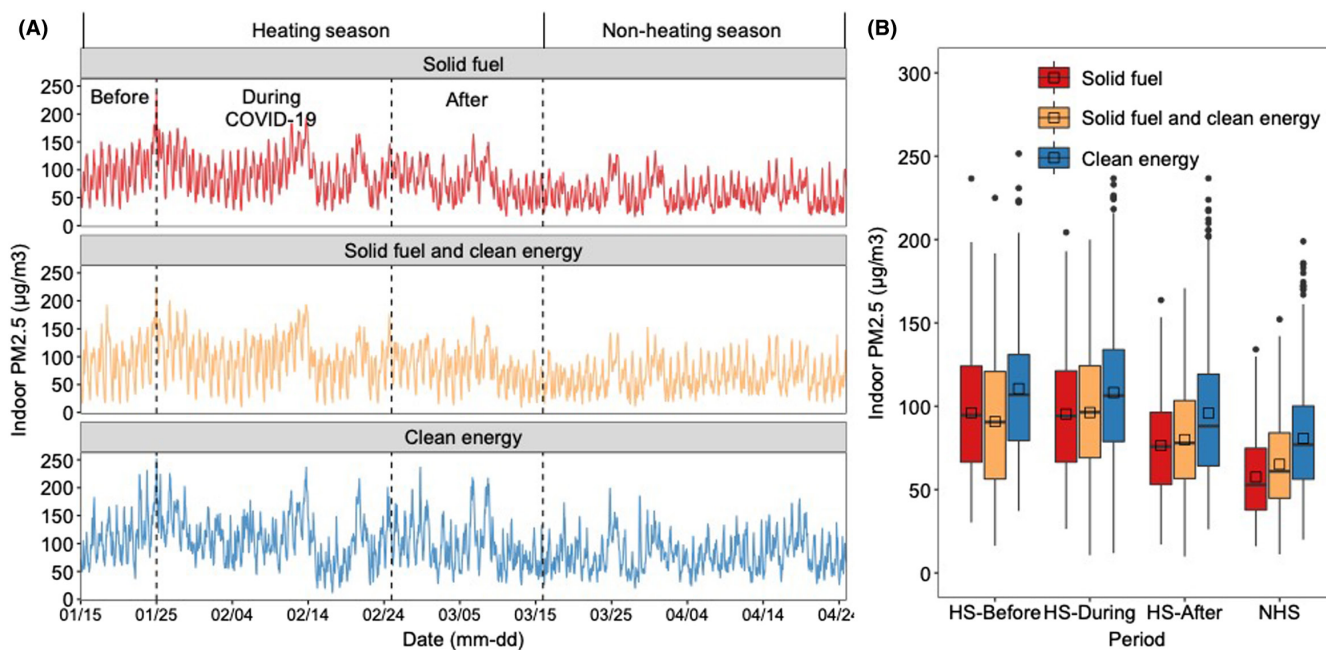 (A)
Heating season
Non-heating season
Solid fuel
Before
During
COVID-19
After
250
200
150
100
50
0
Solid fuel and clean energy
250
200
150
100
50
0
Clean energy
250
200
150
100
50
0
Indoor PM2.5 (μg/m3)
01/15 01/25 02/04 02/14 02/24 03/05 03/15 03/25 04/04 04/14 04/24
Date (mm-dd)
(B)
Solid fuel
Solid fuel and clean energy
Clean energy
300
250
200
150
100
50
0
Indoor PM2.5 (μg/m3)
HS-Before HS-During HS-After NHS
Period